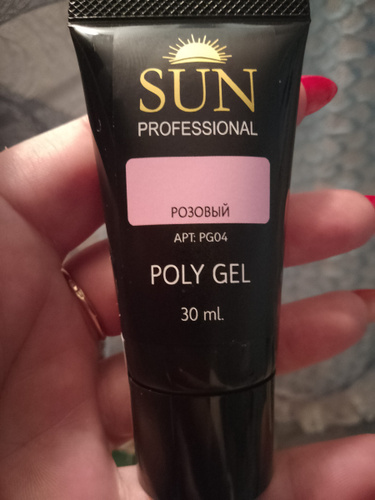 SUN
PROFESSIONAL
РОЗОВЫЙ
АРТ: PG04
POLY GEL
30 ml.